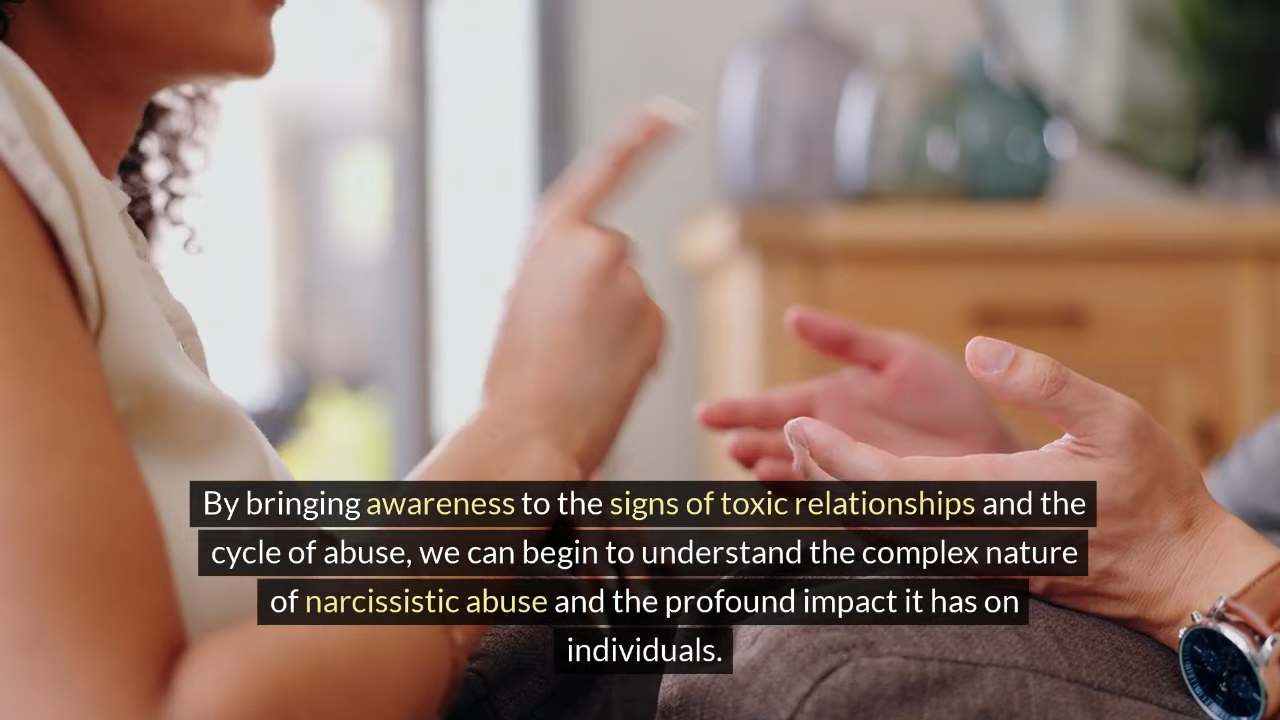 By bringing awareness to the signs of toxic relationships and the
cycle of abuse, we can begin to understand the complex nature
of narcissistic abuse and the profound impact it has on
individuals.